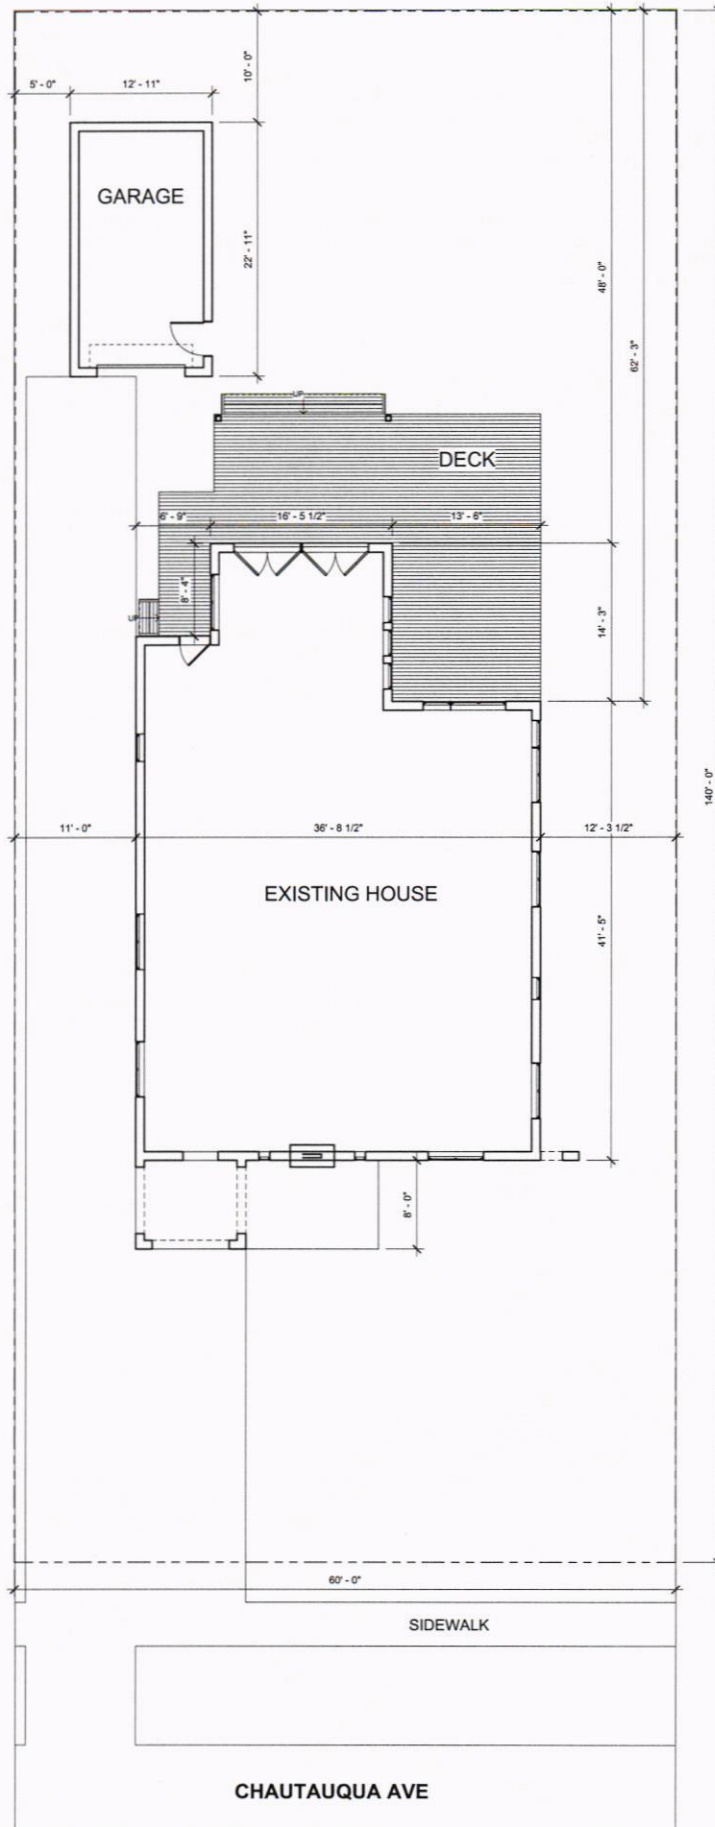 5' - 0"
12' - 11"
10' - 0"
GARAGE
22' - 11"
48' - 0"
62' - 3"
UP
DECK
6' - 9"
16' - 5 1/2"
13' - 6"
8' - 4"
UP
14' - 3"
140' - 0"
11' - 0"
36' - 8 1/2"
12' - 3 1/2"
EXISTING HOUSE
41' - 5"
8' - 0"
60' - 0"
SIDEWALK
CHAUTAUQUA AVE